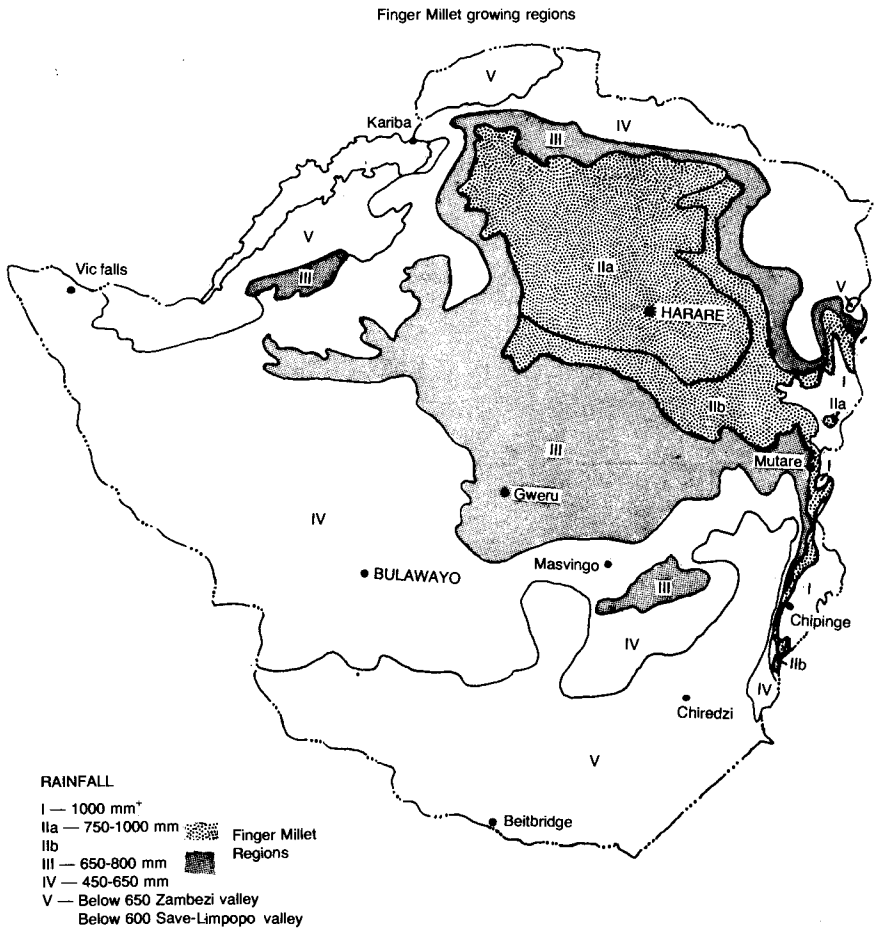 Finger Millet growing regions
V
Kariba
IV
III
V
IIa
Vic falls
III
V
HARARE
I
IIa
IIb
III
Mutare
I
Gweru
IV
Masvingo
BULAWAYO
III
I
Chipinge
IV
IIb
IV
Chiredzi
V
Beitbridge
RAINFALL
I — 1000 mm+
IIa — 750-1000 mm
IIb
III — 650-800 mm
IV — 450-650 mm
V — Below 650 Zambezi valley
Below 600 Save-Limpopo valley
Finger Millet
Regions